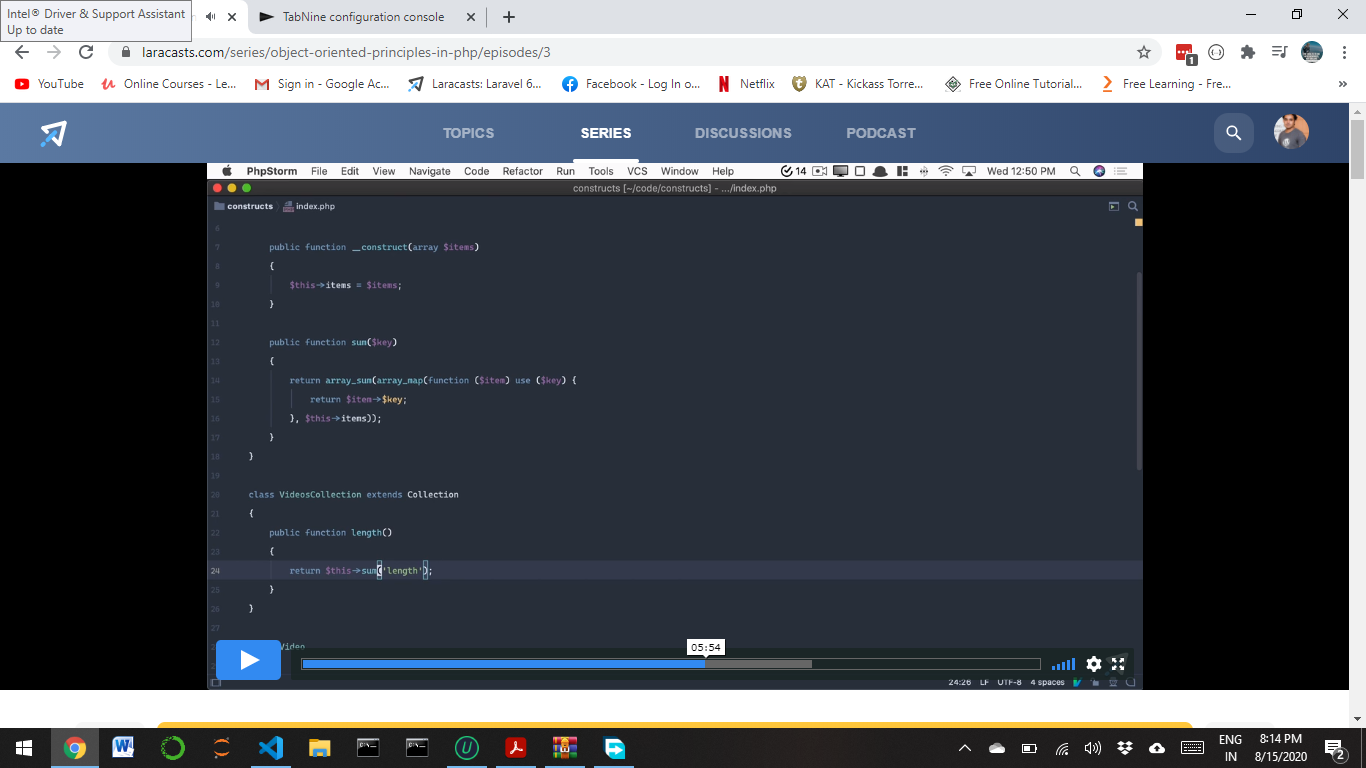 Intel® Driver & Support Assistant
Up to date
TabNine configuration console
laracasts.com/series/object-oriented-principles-in-php/episodes/3
1
YouTube
Online Courses - Le...
Sign in - Google Ac...
Laracasts: Laravel 6...
Facebook - Log In o...
Netflix
KAT - Kickass Torre...
Free Online Tutorial...
Free Learning - Fre...
TOPICS
SERIES
DISCUSSIONS
PODCAST
PhpStorm File Edit View Navigate Code Refactor Run Tools VCS Window Help
14
Wed 12:50 PM
constructs [~/code/constructs] - .../index.php
constructs
index.php
6
7 public function __construct(array $items)
8 {
9 $this->items = $items;
10 }
11
12 public function sum($key)
13 {
14 return array_sum(array_map(function ($item) use ($key) {
15 return $item->$key;
16 }, $this->items));
17 }
18 }
19
20 class VideosCollection extends Collection
21 {
22 public function length()
23 {
24 return $this->sum('length');
25 }
26 }
27
Video
05:54
24:26 LF UTF-8 4 spaces
ENG
IN
8:14 PM
8/15/2020
2